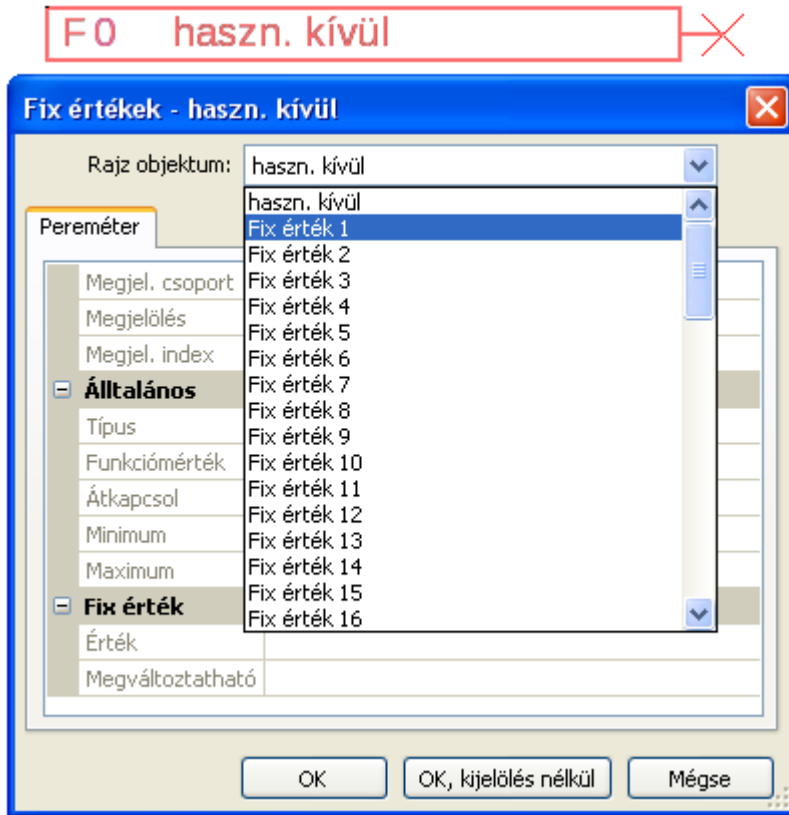 F0 haszn. kívül
Fix értékek - haszn. kívül
Rajz objektum: haszn. kívül
haszn. kívül
Pereméter
Fix érték 1
Fix érték 2
Megjel. csoport Fix érték 3
Fix érték 4
Megjelölés Fix érték 5
Megjel. index Fix érték 6
Fix érték 7
Álltalános Fix érték 8
Típus Fix érték 9
Funkciómérték Fix érték 10
Fix érték 11
Átkapcsol Fix érték 12
Minimum Fix érték 13
Fix érték 14
Maximum Fix érték 15
Fix érték Fix érték 16
Érték
Megváltoztatható
OK OK, kijelölés nélkül Mégse